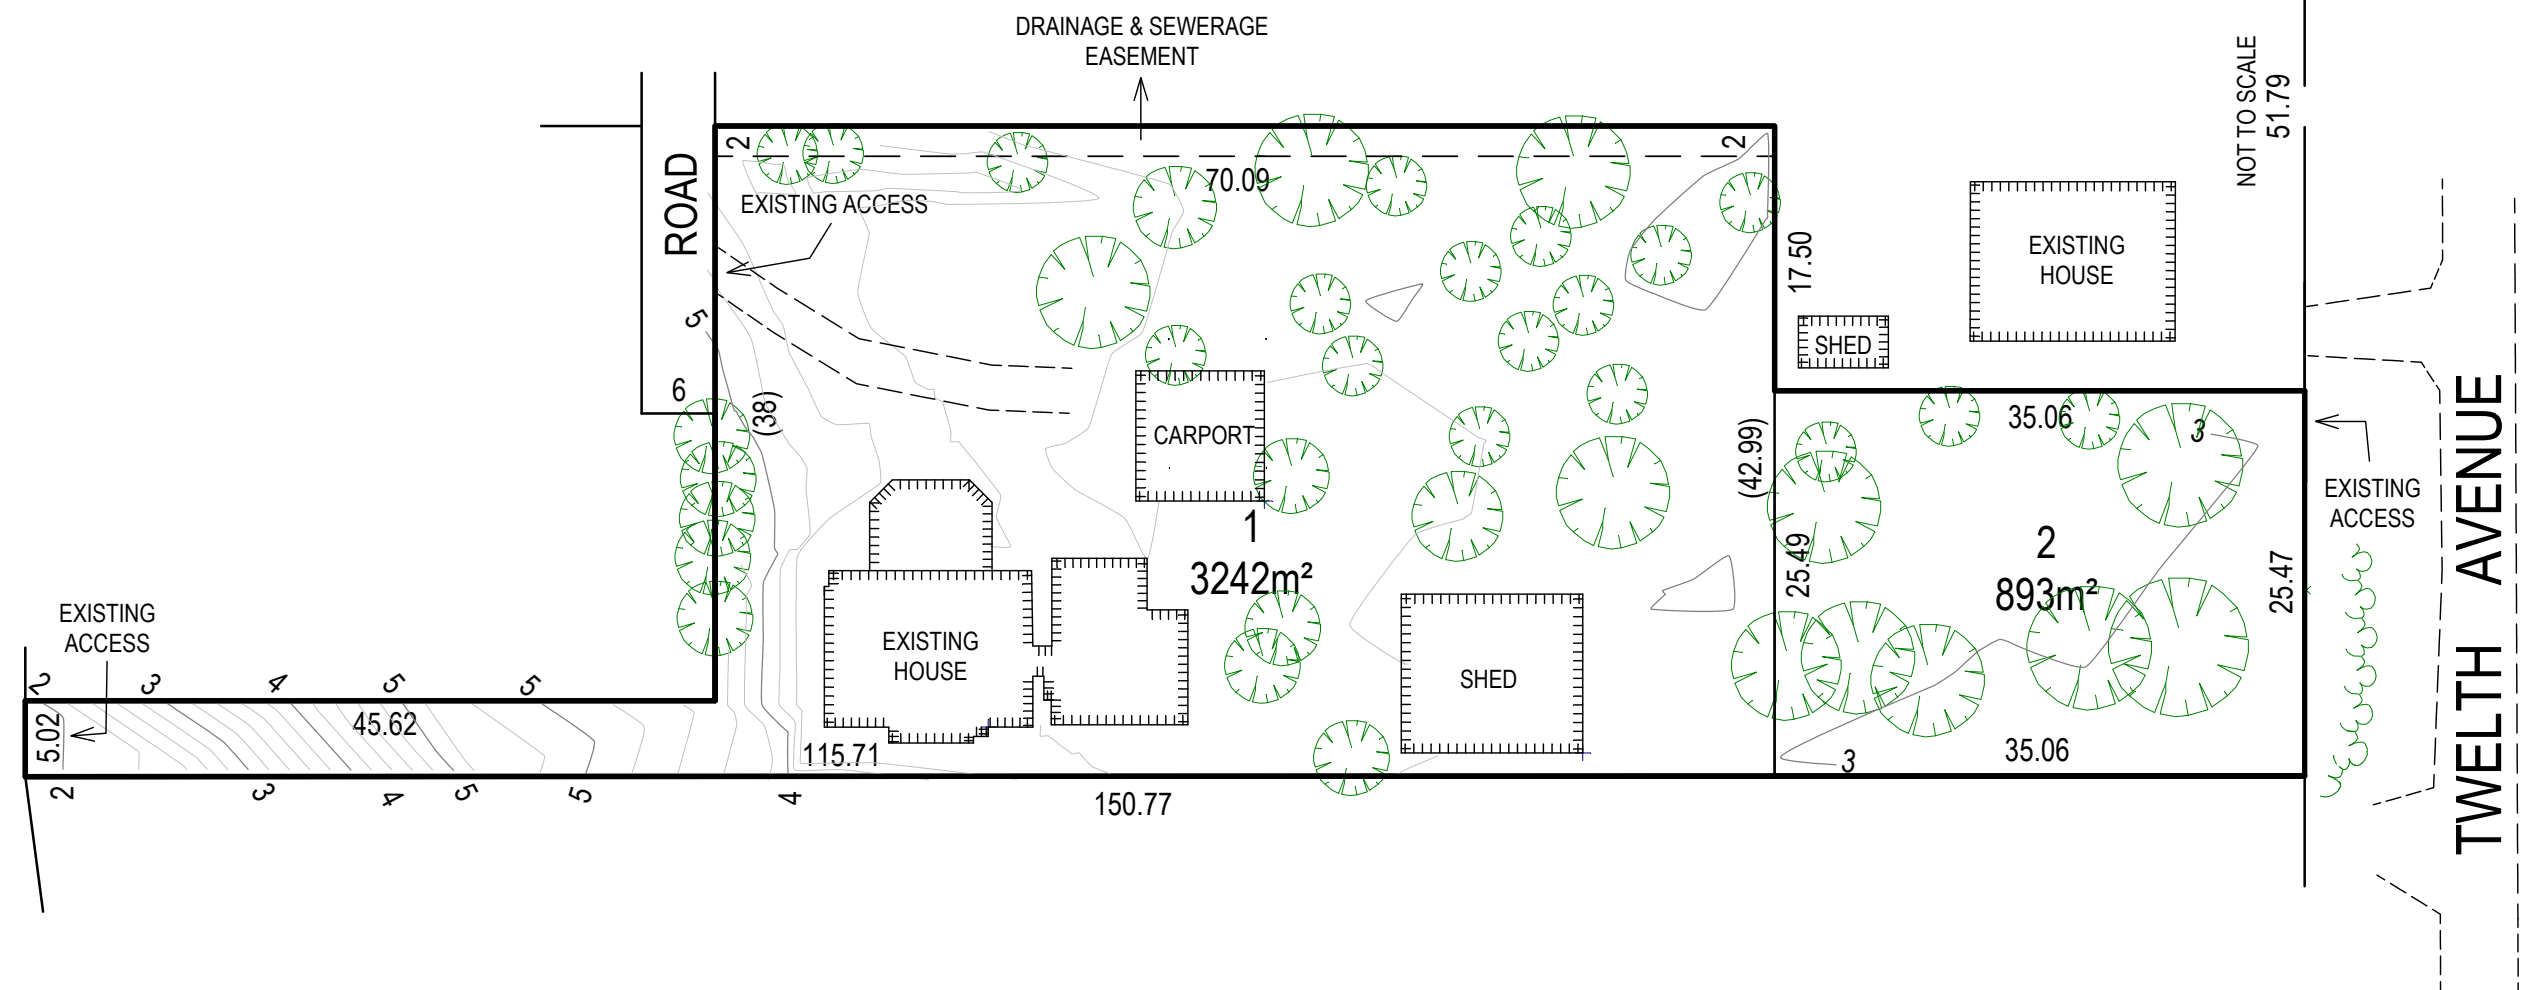 DRAINAGE & SEWERAGE
EASEMENT
NOT TO SCALE
51.79
ROAD
2
2
70.09
EXISTING ACCESS
17.50
EXISTING
HOUSE
SHED
5
6
(38)
CARPORT
(42.99)
35.06
3
EXISTING
ACCESS
TWELTH AVENUE
1
3242m²
25.49
2
893m²
25.47
EXISTING
ACCESS
EXISTING
HOUSE
SHED
2
3
4
5
5
5.02
45.62
115.71
35.06
3
2
3
4
5
5
4
150.77